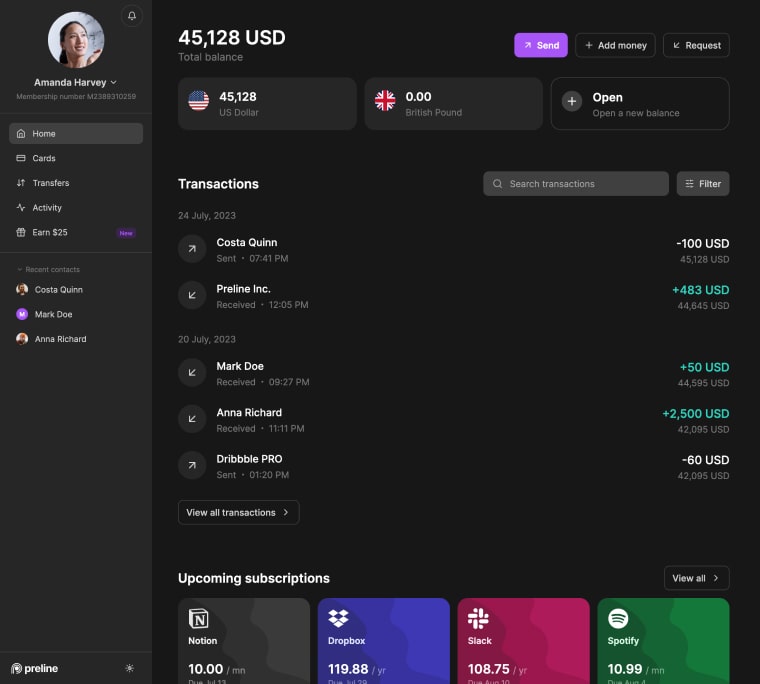 Amanda Harvey
Membership number M2389310259
Home
Cards
Transfers
Activity
Earn $25 New
Recent contacts
Costa Quinn
M Mark Doe
Anna Richard
preline
45,128 USD
Total balance
Send
Add money
Request
45,128
US Dollar
0.00
British Pound
Open
Open a new balance
Transactions
Search transactions
Filter
24 July, 2023
Costa Quinn -100 USD
Sent • 07:41 PM 45,128 USD
Preline Inc. +483 USD
Received • 12:05 PM 44,645 USD
20 July, 2023
Mark Doe +50 USD
Received • 09:27 PM 44,595 USD
Anna Richard +2,500 USD
Received • 11:11 PM 42,095 USD
Dribbble PRO -60 USD
Sent • 01:20 PM 42,095 USD
View all transactions
Upcoming subscriptions
View all
Notion
10.00 / mn
Due Jul 13
Dropbox
119.88 / yr
Due Jul 29
Slack
108.75 / yr
Due Aug 10
Spotify
10.99 / mn
Due Aug 4